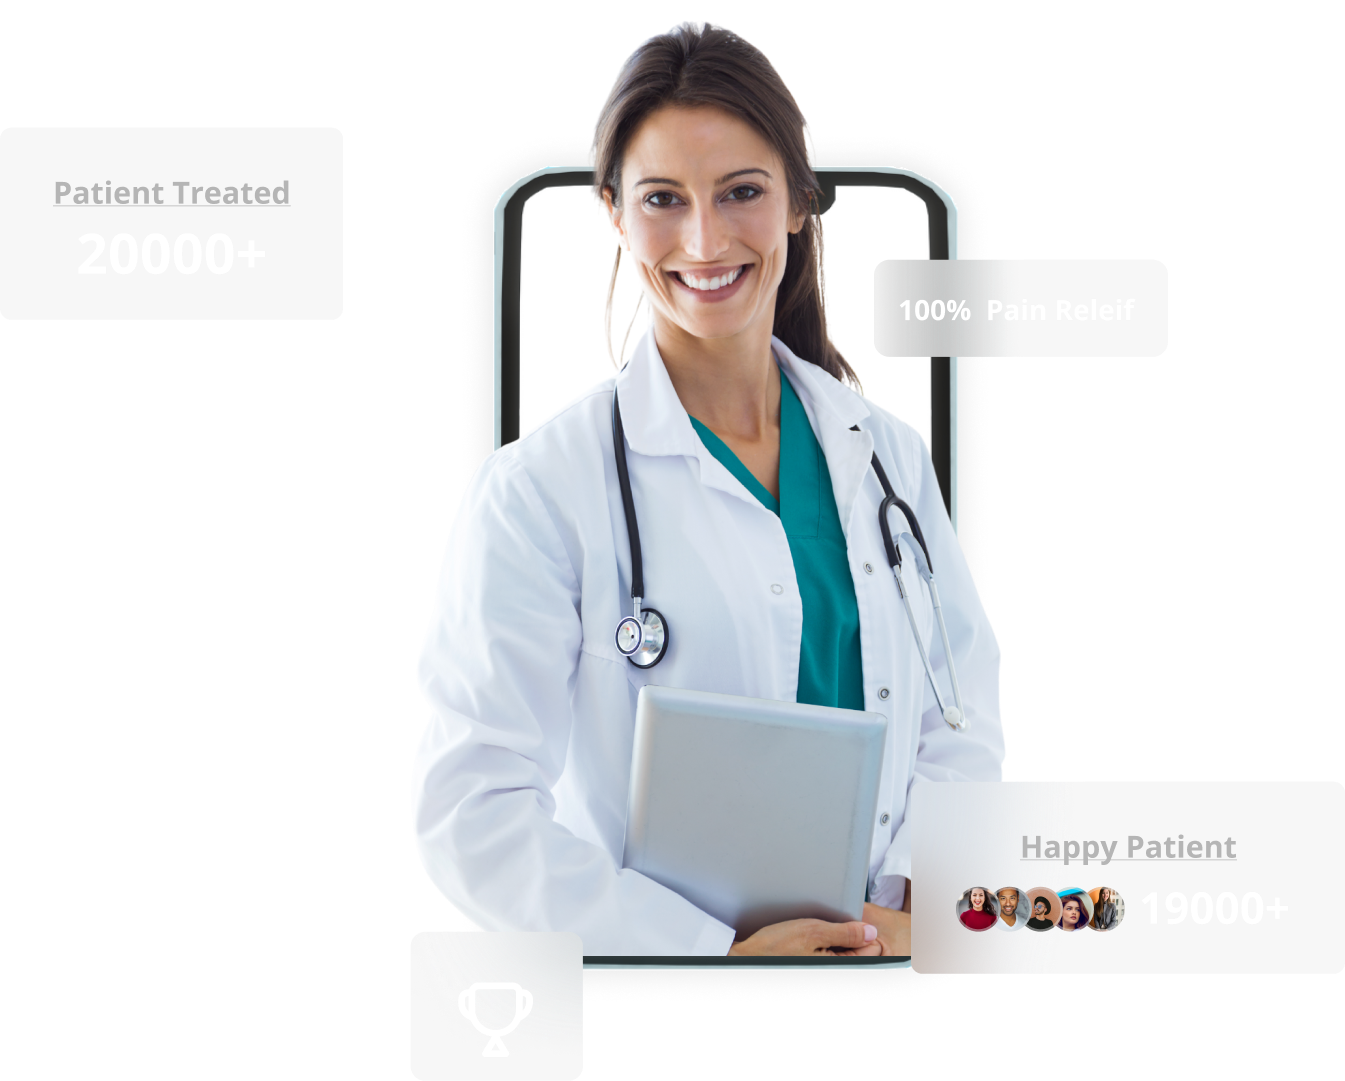 Patient Treated
20000+
100% Pain Releif
Happy Patient
19000+